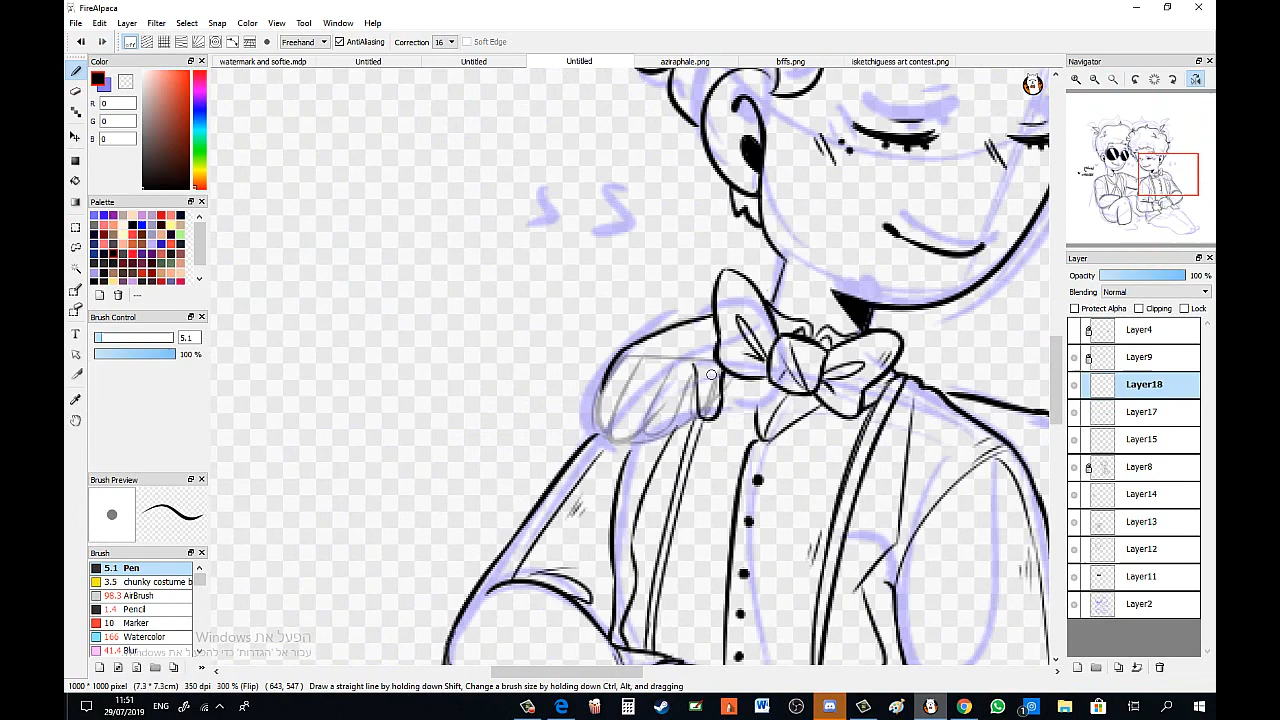 FireAlpaca
File Edit Layer Filter Select Snap Color View Tool Window Help
off Freehand AntiAliasing Correction 16 Soft Edge
Color
watermark and softie.mdp Untitled Untitled Untitled aziraphale.png bffs.png isketchiguess art contest.png
Navigator
R 0
G 0
B 0
Palette
Brush Control
5.1
100 %
Layer
Opacity 100 %
Blending Normal
Protect Alpha Clipping Lock
Layer4
Layer9
Layer18
Layer17
Layer15
Layer8
Layer14
Layer13
Layer12
Layer11
Layer2
Brush Preview
Brush
5.1 Pen
3.5 chunky costume b
98.3 AirBrush
1.4 Pencil
10 Marker
166 Watercolor
41.4 Blur
הפעל את Windows
עבור אל 'הגדרות' כדי להפעיל את Windows
1000 * 1000 pixel (7.3 * 7.3cm) 350 dpi 300 % (Flip) ( 643, 547 ) Draw a straight line by holding down Shift, Change a brush size by holding down Ctrl, Alt, and dragging
11:51
29/07/2019
ENG